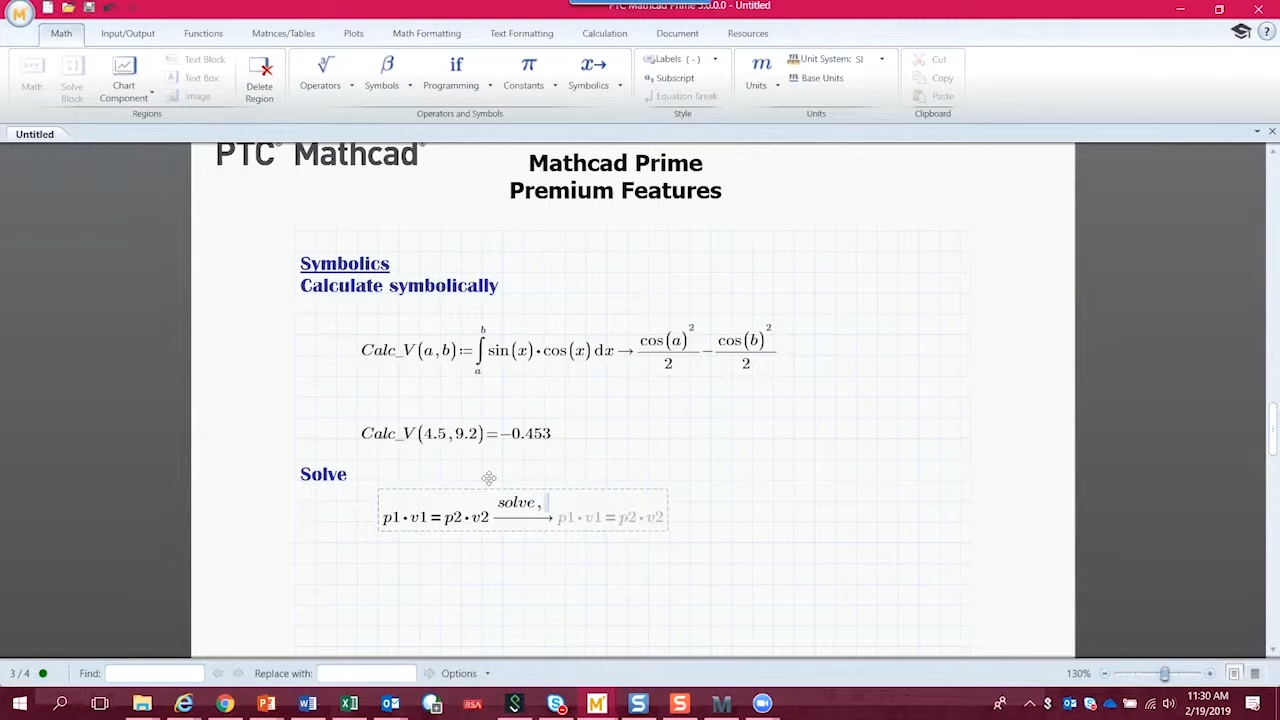 PTC Mathcad Prime 5.0.0.0 - Untitled
Math Input/Output Functions Matrices/Tables Plots Math Formatting Text Formatting Calculation Document Resources
Math Solve Block Chart Component Text Block Text Box Image Delete Region
Operators Symbols Programming Constants Symbolics
if
Labels ( - )
Subscript
Equation Break
Units Unit System: SI
Base Units
Cut
Copy
Paste
Regions Operators and Symbols Style Units Clipboard
Untitled
PTC® Mathcad®
Mathcad Prime
Premium Features
Symbolics
Calculate symbolically
Calc_V(a,b):=∫ₐᵇ sin(x)•cos(x) dx → cos(a)²/2 − cos(b)²/2
Calc_V(4.5,9.2)=−0.453
Solve
solve,
p1•v1=p2•v2 → p1•v1=p2•v2
3 / 4 Find: Replace with: Options 130%
RSA
11:30 AM
2/19/2019